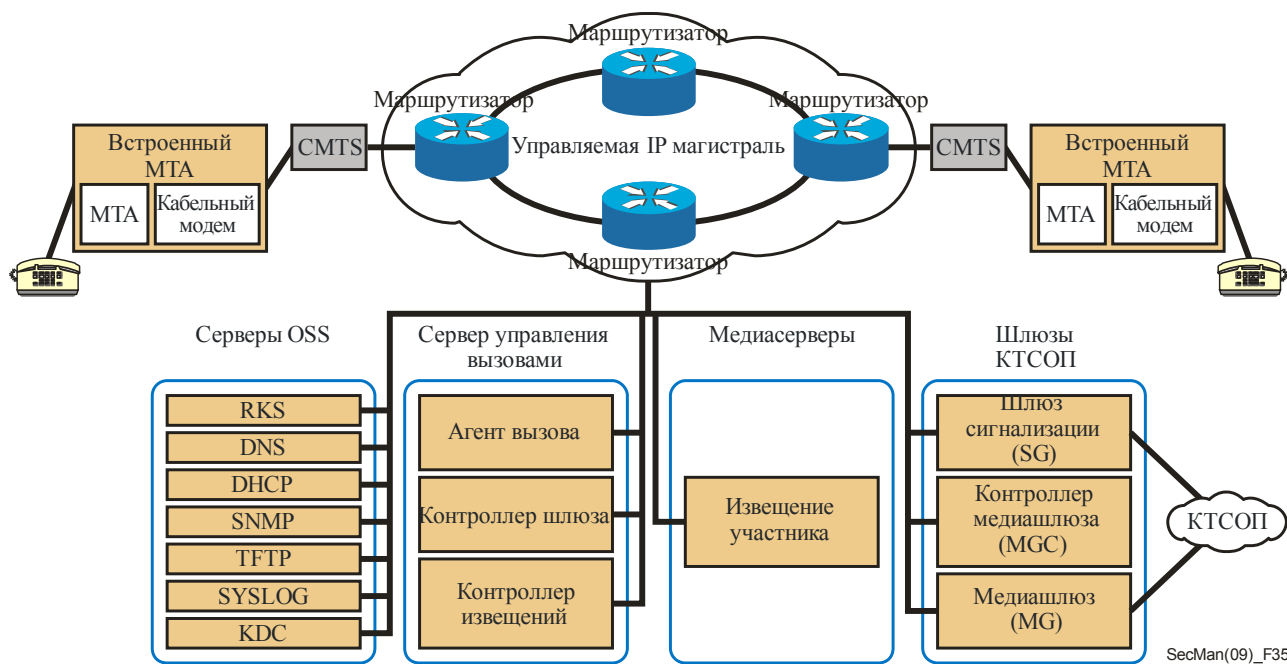 Маршрутизатор
Маршрутизатор
Маршрутизатор
Встроенный
МТА
CMTS
Управляемая IP магистраль
CMTS
Встроенный
МТА
МТА
Кабельный
модем
МТА
Кабельный
модем
Маршрутизатор
Серверы OSS
Сервер управления
вызовами
Медиасерверы
Шлюзы
КТСОП
RKS
DNS
DHCP
SNMP
TFTP
SYSLOG
KDC
Агент вызова
Контроллер шлюза
Контроллер
извещений
Извещение
участника
Шлюз
сигнализации
(SG)
Контроллер
медиашлюза
(MGC)
Медиашлюз
(MG)
КТСОП
SecMan(09)_F35